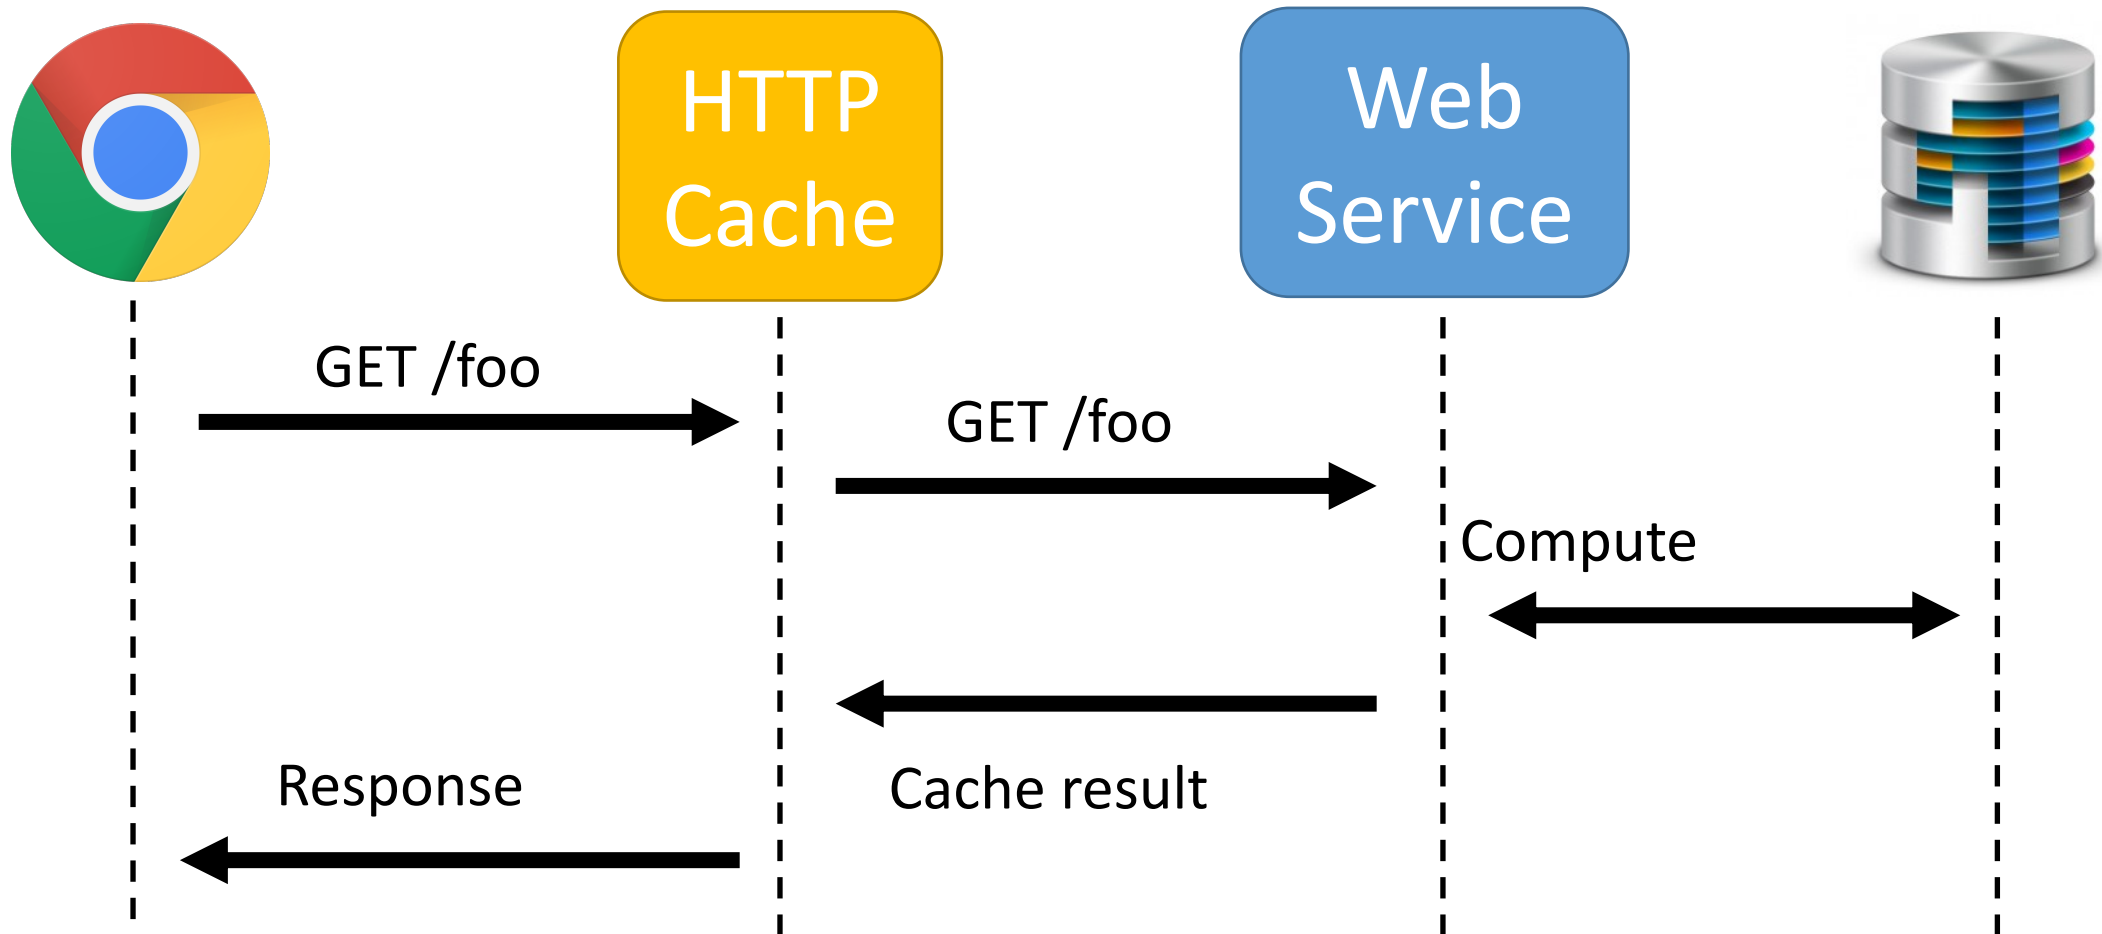 HTTP
Cache
Web
Service
GET /foo
GET /foo
Compute
Response
Cache result